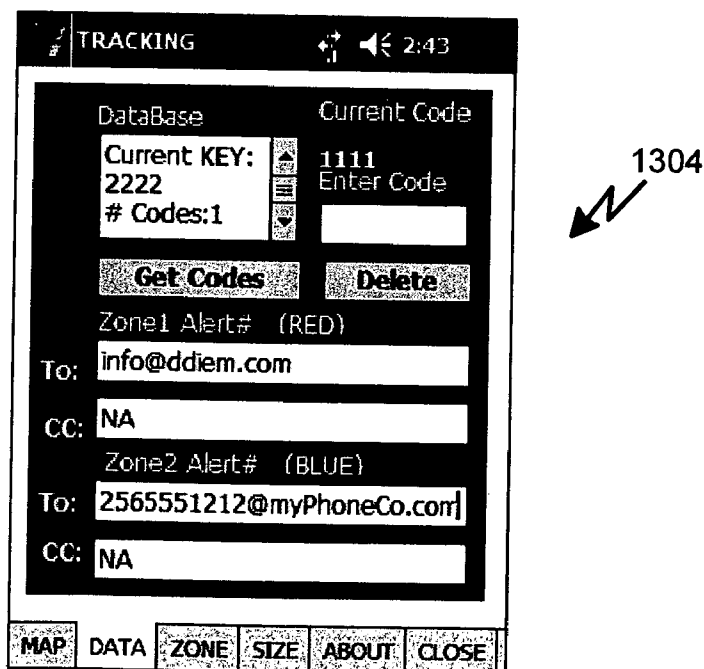 TRACKING 2:43
DataBase Current Code
Current KEY: 1111
2222 Enter Code
# Codes:1
Get Codes Delete
Zone1 Alert# (RED)
To: info@ddiem.com
CC: NA
Zone2 Alert# (BLUE)
To: 2565551212@myPhoneCo.com
CC: NA
MAP DATA ZONE SIZE ABOUT CLOSE
1304